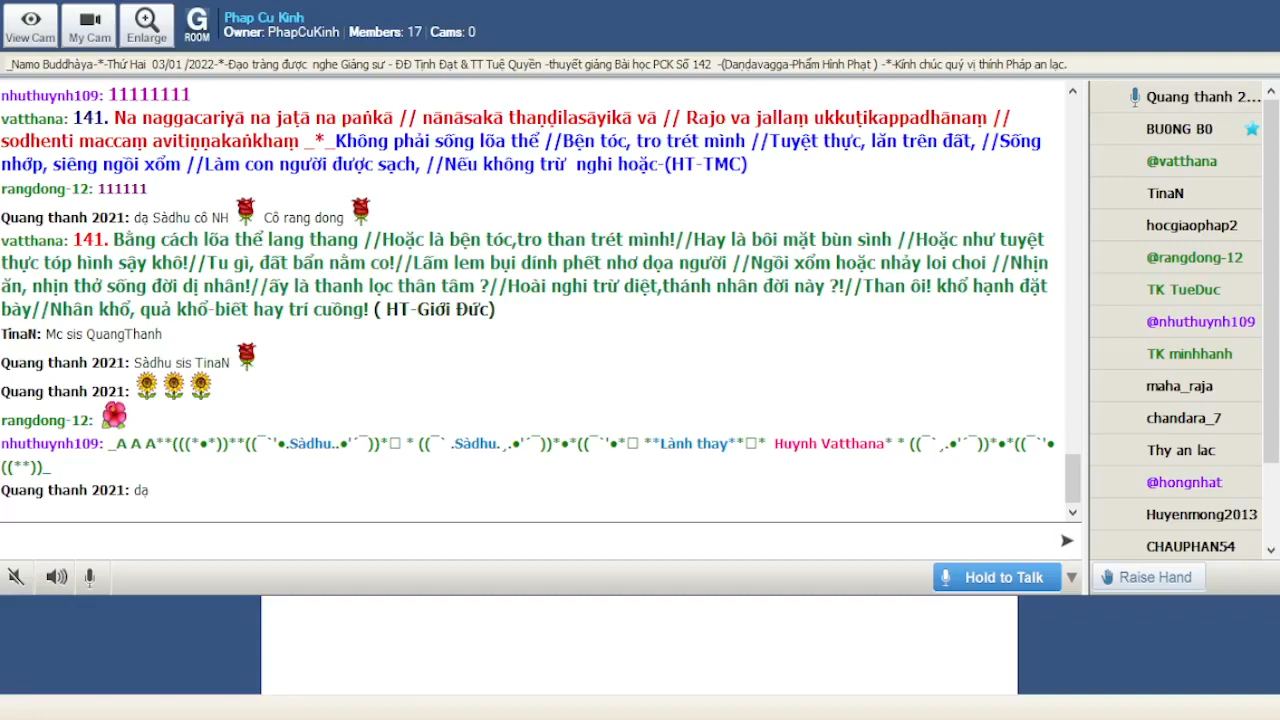 View Cam
My Cam
Enlarge
G
ROOM
Phap Cu Kinh
Owner: PhapCuKinh | Members: 17 | Cams: 0
_Namo Buddhàya-*-Thứ Hai 03/01 /2022-*-Đạo tràng được nghe Giảng sư - ĐĐ Tịnh Đạt & TT Tuệ Quyền -thuyết giảng Bài học PCK Số 142 -(Daṇḍavagga-Phẩm Hình Phạt ) -*-Kính chúc quý vị thính Pháp an lạc.
nhuthuynh109: 11111111
vatthana: 141. Na naggacariyā na jaṭā na paṅkā // nānāsakā thaṇḍilasāyikā vā // Rajo va jallaṃ ukkuṭikappadhānaṃ //
sodhenti maccaṃ avitiṇṇakaṅkhaṃ _*_Không phải sống lõa thể //Bện tóc, tro trét mình //Tuyệt thực, lăn trên đất, //Sống
nhớp, siêng ngồi xổm //Làm con người được sạch, //Nếu không trừ nghi hoặc-(HT-TMC)
rangdong-12: 111111
Quang thanh 2021: dạ Sàdhu cô NH Cô rang dong
vatthana: 141. Bằng cách lõa thể lang thang //Hoặc là bện tóc,tro than trét mình!//Hay là bôi mặt bùn sình //Hoặc như tuyệt
thực tóp hình sậy khô!//Tu gì, đất bẩn nằm co!//Lấm lem bụi dính phết nhơ dọa người //Ngồi xổm hoặc nhảy loi choi //Nhịn
ăn, nhịn thở sống đời dị nhân!//ấy là thanh lọc thân tâm ?//Hoài nghi trừ diệt,thánh nhân đời này ?!//Than ôi! khổ hạnh đặt
bày//Nhân khổ, quả khổ-biết hay trí cuồng! ( HT-Giới Đức)
TinaN: Mc sis QuangThanh
Quang thanh 2021: Sàdhu sis TinaN
Quang thanh 2021:
rangdong-12:
nhuthuynh109: _A A A**(((*●*))**((¯`'●.Sàdhu..●'´¯))*□ * ((¯` .Sàdhu.¸.●'´¯))*●*((¯`'●*□ **Lành thay**□* Huynh Vatthana* * ((¯`¸.●'´¯))*●*((¯`'●
((**))_
Quang thanh 2021: dạ
Hold to Talk
Quang thanh 2...
BU0NG B0
@vatthana
TinaN
hocgiaophap2
@rangdong-12
TK TueDuc
@nhuthuynh109
TK minhhanh
maha_raja
chandara_7
Thy an lac
@hongnhat
Huyenmong2013
CHAUPHAN54
Raise Hand